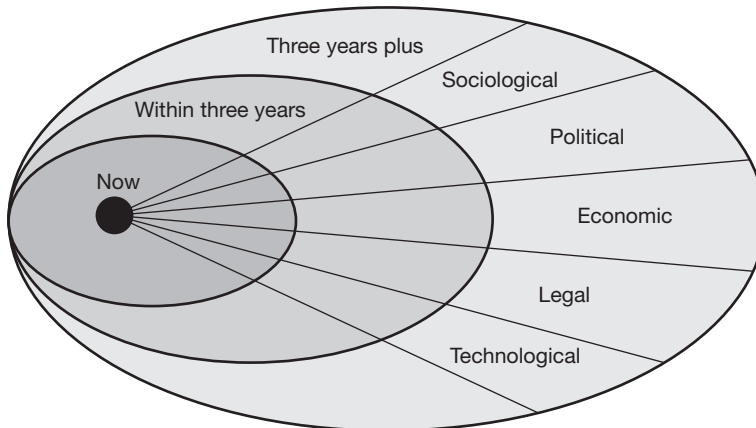 Three years plus
Sociological
Within three years
Political
Now
Economic
Legal
Technological